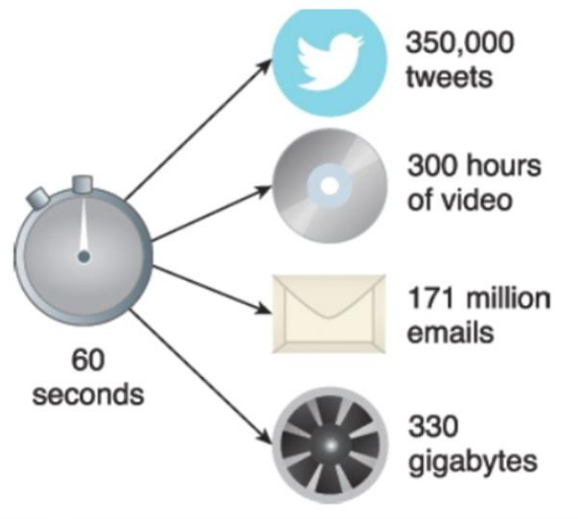 350,000
tweets
300 hours
of video
171 million
emails
60
seconds
330
gigabytes